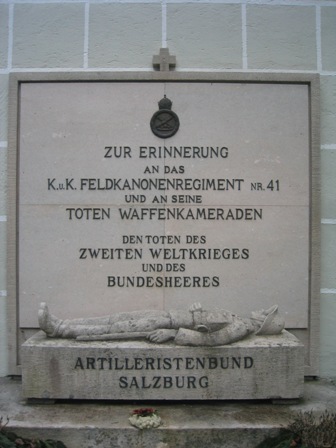 ZUR ERINNERUNG
AN DAS
K.u.K. FELDKANONENREGIMENT NR. 41
UND AN SEINE
TOTEN WAFFENKAMERADEN
DEN TOTEN DES
ZWEITEN WELTKRIEGES
UND DES
BUNDESHEERES
ARTILLERISTENBUND
SALZBURG